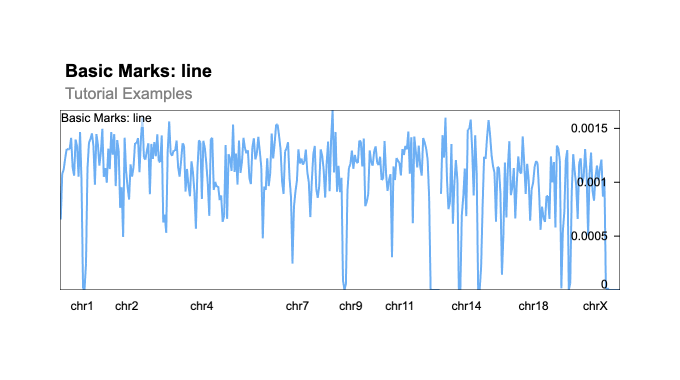 Basic Marks: line
Tutorial Examples
Basic Marks: line
0.0015
0.001
0.0005
0
chr1 chr2 chr4 chr7 chr9 chr11 chr14 chr18 chrX